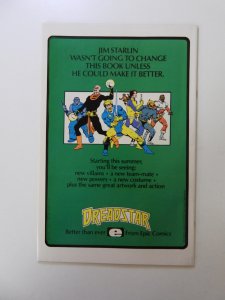 JIM STARLIN
WASN'T GOING TO CHANGE
THIS BOOK UNLESS
HE COULD MAKE IT BETTER.
Starting this summer,
you'll be seeing:
new villains • a new team-mate •
new powers • a new costume •
plus the same great artwork and action
DREADSTAR
Better than ever
e
from Epic Comics